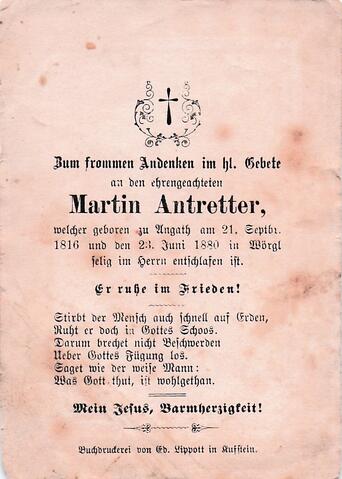 Zum frommen Andenken im hl. Gebete
an den ehrengeachteten
Martin Antretter,
welcher geboren zu Angath am 21. Septbr.
1816 und den 23. Juni 1880 in Wörgl
selig im Herrn entschlafen ist.
Er ruhe im Frieden!
Stirbt der Mensch auch schnell auf Erden,
Ruht er doch in Gottes Schoos.
Darum brechet nicht Beschwerden
Ueber Gottes Fügung los.
Saget wie der weise Mann:
Was Gott thut, ist wohlgethan.
Mein Jesus, Barmherzigkeit!
Buchdruckerei von Ed. Lippott in Kufstein.